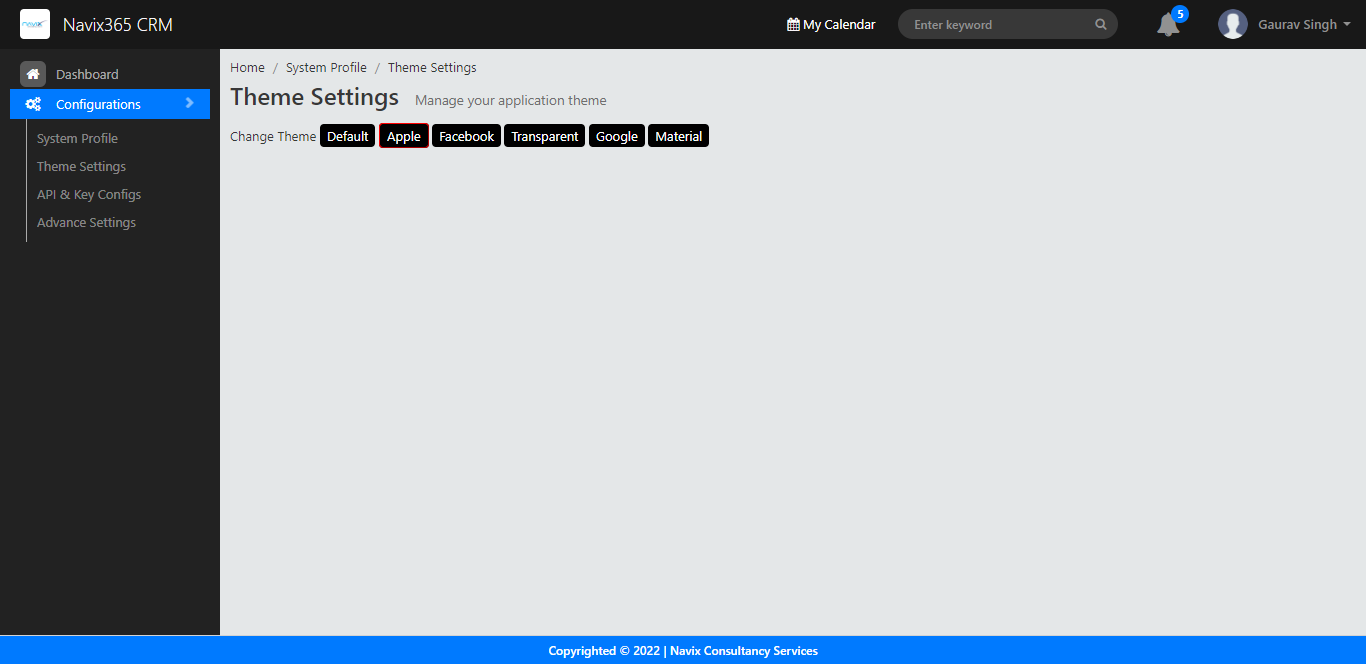 Navix
Navix365 CRM
My Calendar
Enter keyword
5
Gaurav Singh
Dashboard
Configurations
System Profile
Theme Settings
API & Key Configs
Advance Settings
Home / System Profile / Theme Settings
Theme Settings Manage your application theme
Change Theme Default Apple Facebook Transparent Google Material
Copyrighted © 2022 | Navix Consultancy Services